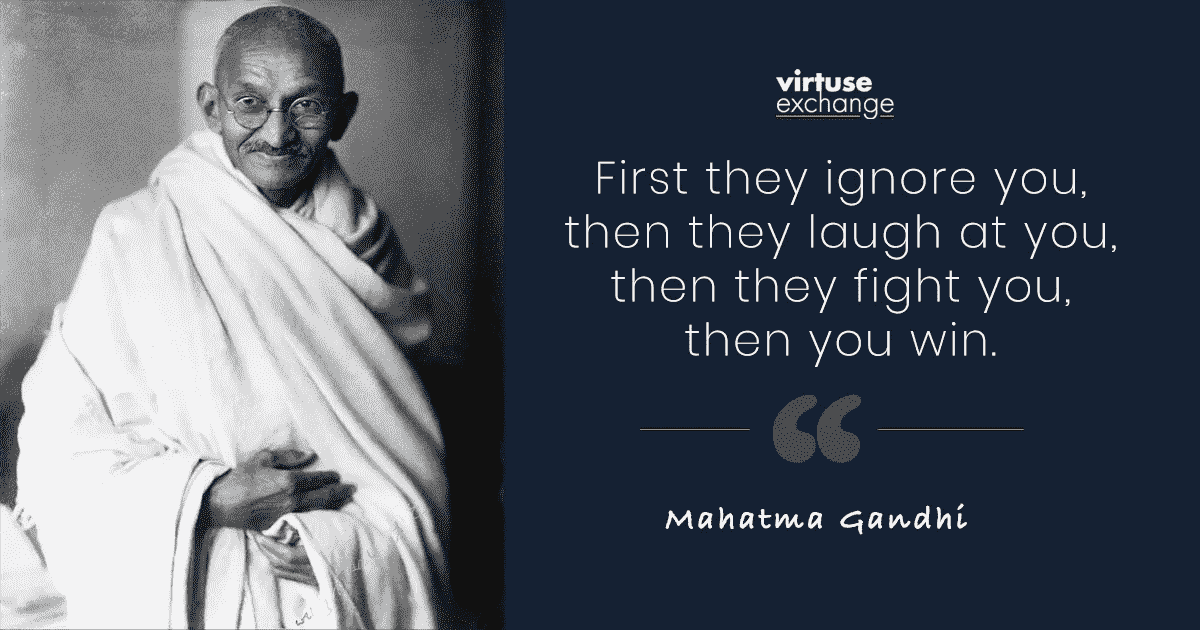 virtuse
exchange
First they ignore you,
then they laugh at you,
then they fight you,
then you win.
“
Mahatma Gandhi